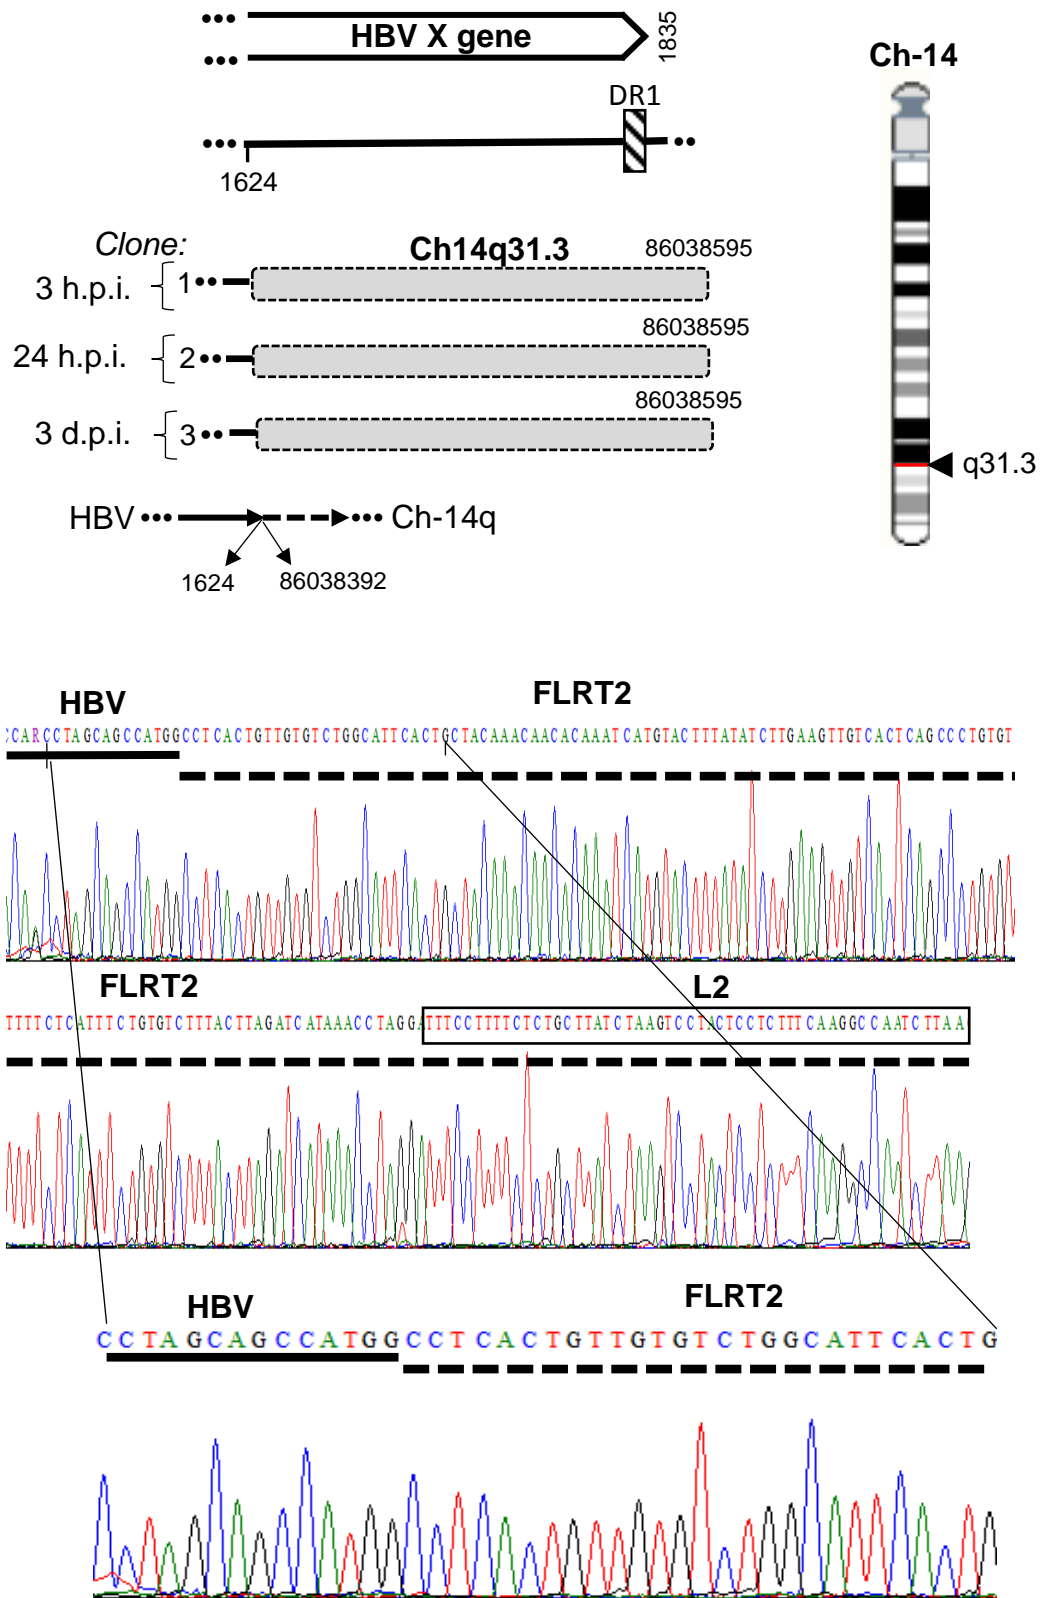 HBV X gene
1835
Ch-14
DR1
1624
Clone:
Ch14q31.3
86038595
3 h.p.i.
1
86038595
24 h.p.i.
2
86038595
3 d.p.i.
3
q31.3
HBV
Ch-14q
1624
86038392
HBV
FLRT2
CCARCCTAGCAGCCATGGCCTCACTGTTGTGTCTGGCATTCACTGCTACAAACAACACAAATCATGTACTTTATATCTTGAAGTTGTCACTCAGCCCTGTGT
FLRT2
L2
TTTTCTCATTTCTGTGTCTTTACTTAGATCATAAACCTAGGATTTCCTTTTCTCTGCTTATCTAAGTCCTACTCCTCTTTCAAGGCCAATCTTAA
HBV
FLRT2
CCTAGCAGCCATGGCCTCACTGTTGTGTCTGGCATTCACTG